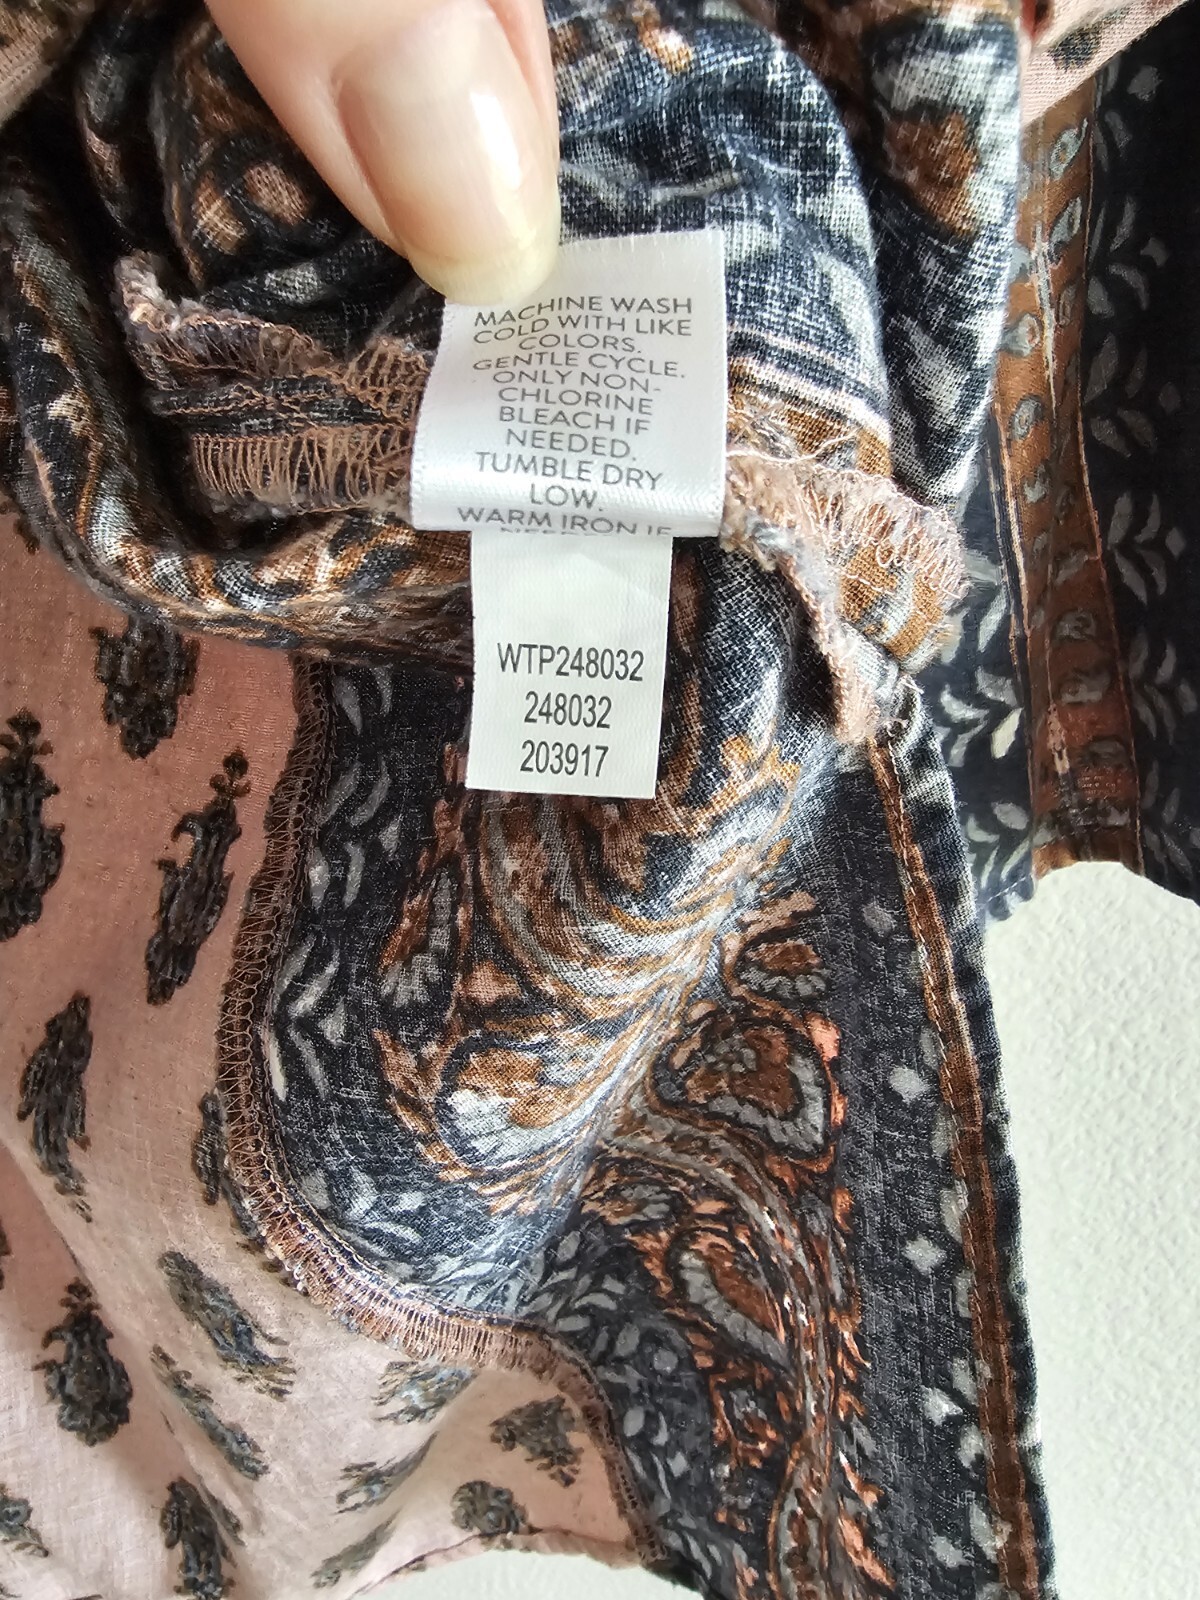 MACHINE WASH
COLD WITH LIKE
COLORS.
GENTLE CYCLE.
ONLY NON-
CHLORINE
BLEACH IF
NEEDED.
TUMBLE DRY
LOW.
WARM IRON IF
WTP248032
248032
203917